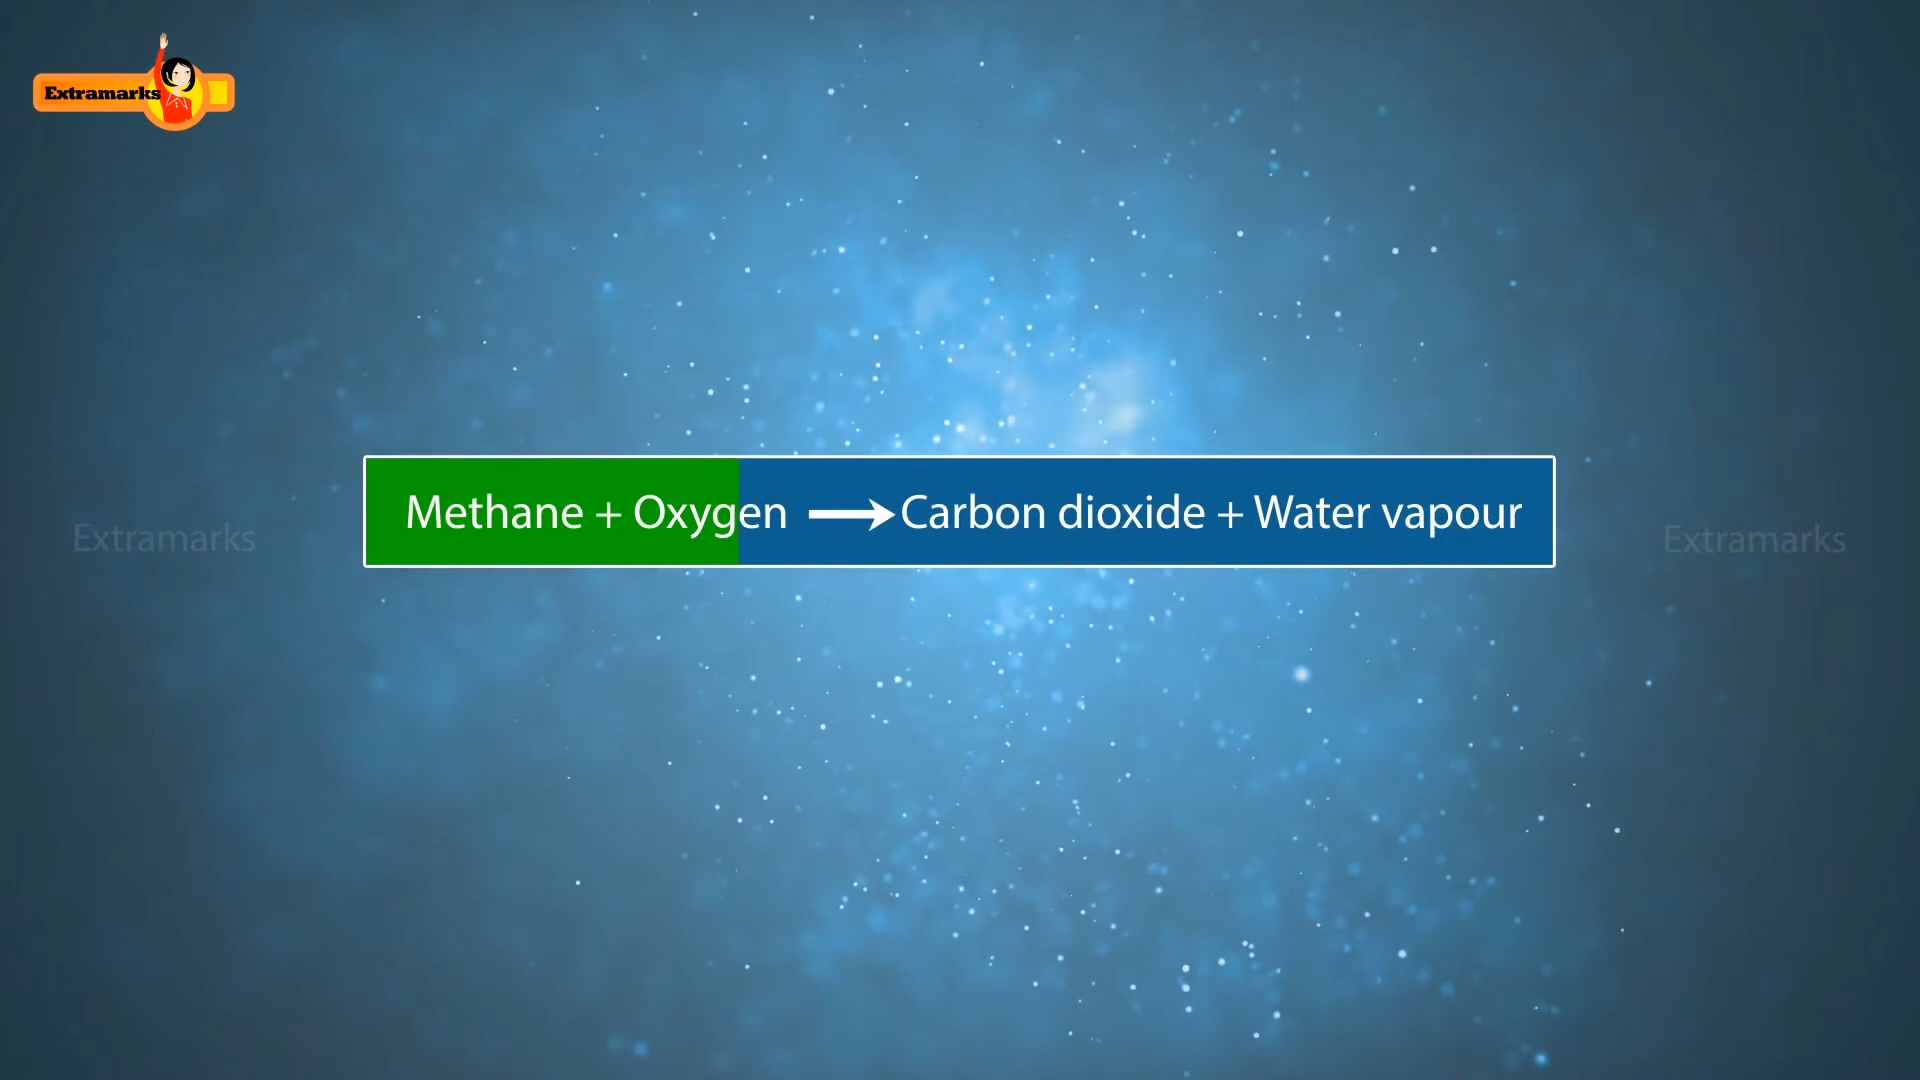 Extramarks
Methane + Oxygen → Carbon dioxide + Water vapour
Extramarks
Extramarks